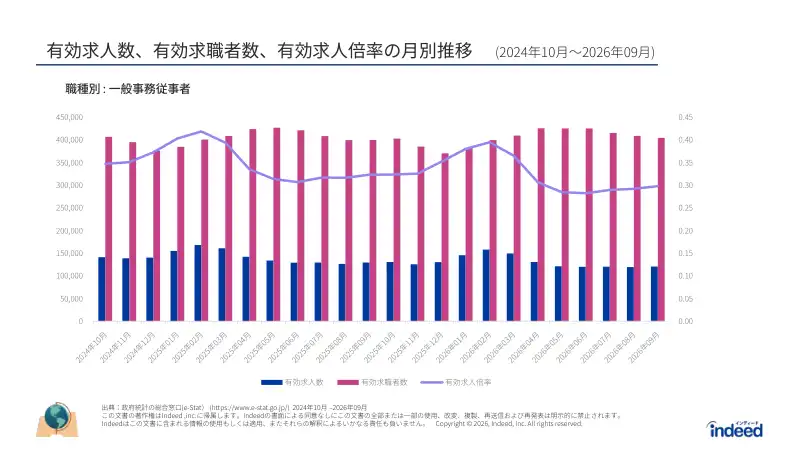 有効求人数、有効求職者数、有効求人倍率の月別推移 (2024年10月～2026年09月)
職種別 : 一般事務従事者
450,000
400,000
350,000
300,000
250,000
200,000
150,000
100,000
50,000
0
0.45
0.40
0.35
0.30
0.25
0.20
0.15
0.10
0.05
0.00
2024年10月
2024年11月
2024年12月
2025年01月
2025年02月
2025年03月
2025年04月
2025年05月
2025年06月
2025年07月
2025年08月
2025年09月
2025年10月
2025年11月
2025年12月
2026年01月
2026年02月
2026年03月
2026年04月
2026年05月
2026年06月
2026年07月
2026年08月
2026年09月
有効求人数 有効求職者数 有効求人倍率
出典：政府統計の総合窓口(e-Stat） (https://www.e-stat.go.jp/) 2024年10月 –2026年09月
この文書の著作権はIndeed ,inc.に帰属します。Indeedの書面による同意なしにこの文書の全部または一部の使用、改変、複製、再送信および再発表は明示的に禁止されます。
Indeedはこの文書に含まれる情報の使用もしくは適用、またそれらの解釈によるいかなる責任も負いません。 Copyright © 2026, Indeed, Inc. All rights reserved.
インディード
indeed